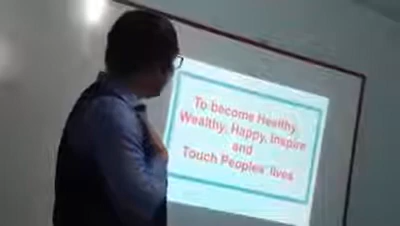 To become Healthy
Wealthy, Happy, Inspire
and
Touch Peoples' lives